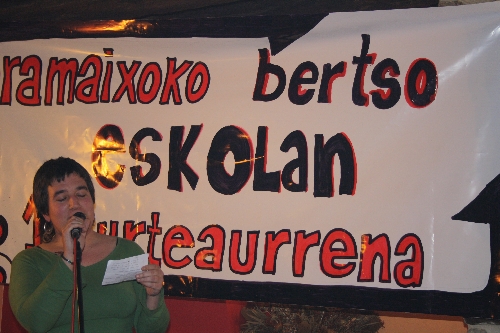 aramaixoko bertso
eskolan
urteaurrena